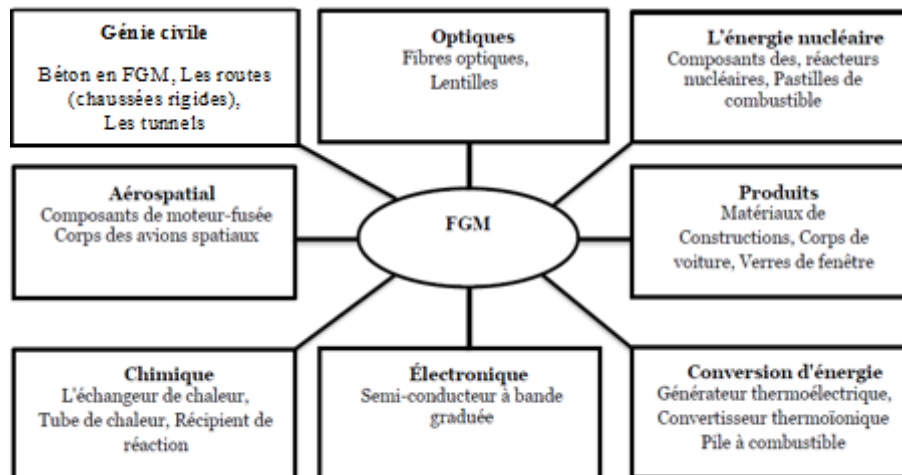 Génie civile
Béton en FGM, Les routes
(chaussées rigides),
Les tunnels
Optiques
Fibres optiques,
Lentilles
L'énergie nucléaire
Composants des, réacteurs
nucléaires, Pastilles de
combustible
Aérospatial
Composants de moteur-fusée
Corps des avions spatiaux
FGM
Produits
Matériaux de
Constructions, Corps de
voiture, Verres de fenêtre
Chimique
L'échangeur de chaleur,
Tube de chaleur, Récipient de
réaction
Électronique
Semi-conducteur à bande
graduée
Conversion d'énergie
Générateur thermoélectrique,
Convertisseur thermoïonique
Pile à combustible